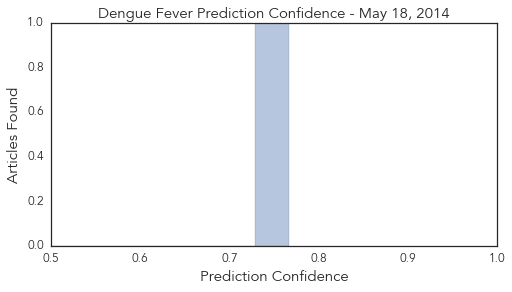 Dengue Fever Prediction Confidence - May 18, 2014
Articles Found
1.0
0.8
0.6
0.4
0.2
0.0
0.5 0.6 0.7 0.8 0.9 1.0
Prediction Confidence